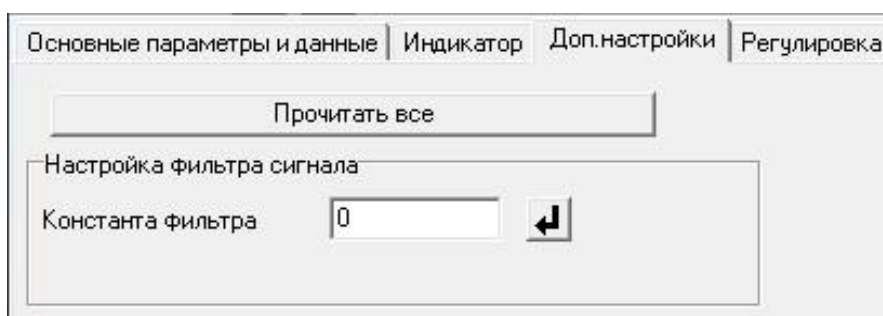 Основные параметры и данные Индикатор Доп.настройки Регулировка
Прочитать все
Настройка фильтра сигнала
Константа фильтра 0